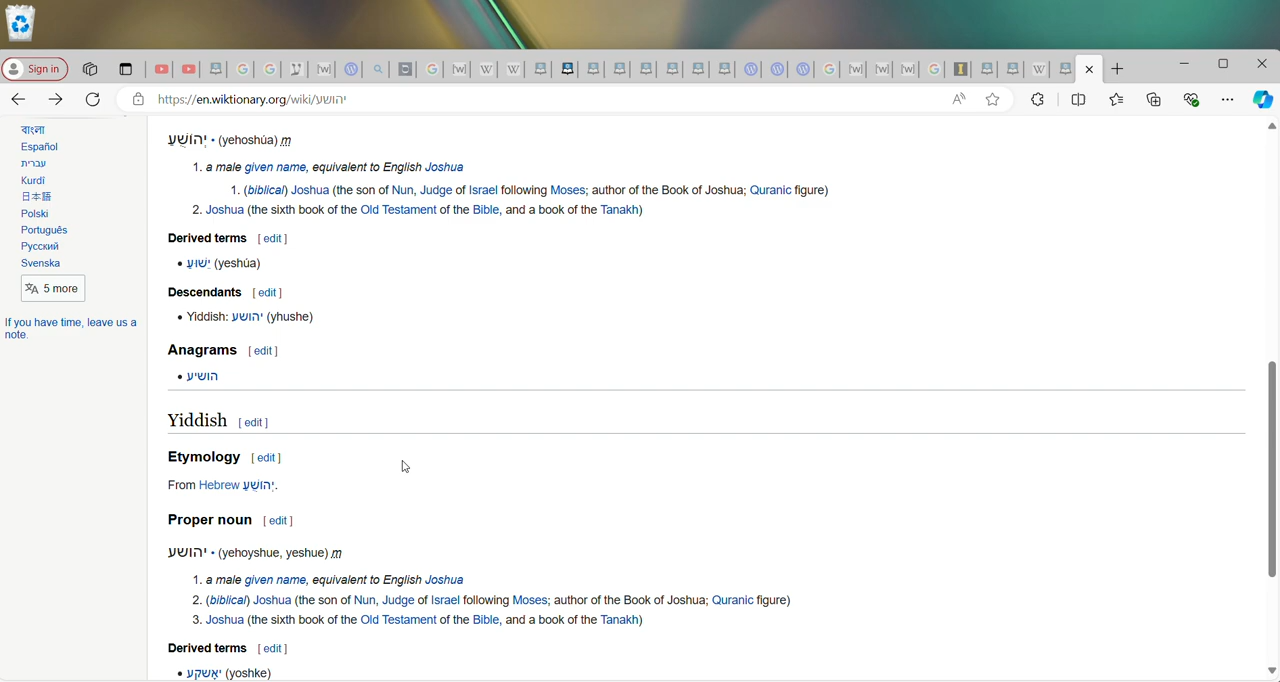 Sign in
https://en.wiktionary.org/wiki/יהושע
বাংলা
Español
עברית
Kurdî
日本語
Polski
Português
Русский
Svenska
5 more
If you have time, leave us a
note.
יְהוֹשֻׁעַ • (yehoshúa) m
1. a male given name, equivalent to English Joshua
1. (biblical) Joshua (the son of Nun, Judge of Israel following Moses; author of the Book of Joshua; Quranic figure)
2. Joshua (the sixth book of the Old Testament of the Bible, and a book of the Tanakh)
Derived terms [ edit ]
• יֵשׁוּעַ (yeshúa)
Descendants [ edit ]
• Yiddish: יהושע (yhushe)
Anagrams [ edit ]
• הושיע
Yiddish [ edit ]
Etymology [ edit ]
From Hebrew יְהוֹשֻׁעַ.
Proper noun [ edit ]
יהושע • (yehoyshue, yeshue) m
1. a male given name, equivalent to English Joshua
2. (biblical) Joshua (the son of Nun, Judge of Israel following Moses; author of the Book of Joshua; Quranic figure)
3. Joshua (the sixth book of the Old Testament of the Bible, and a book of the Tanakh)
Derived terms [ edit ]
• יאָשקע (yoshke)